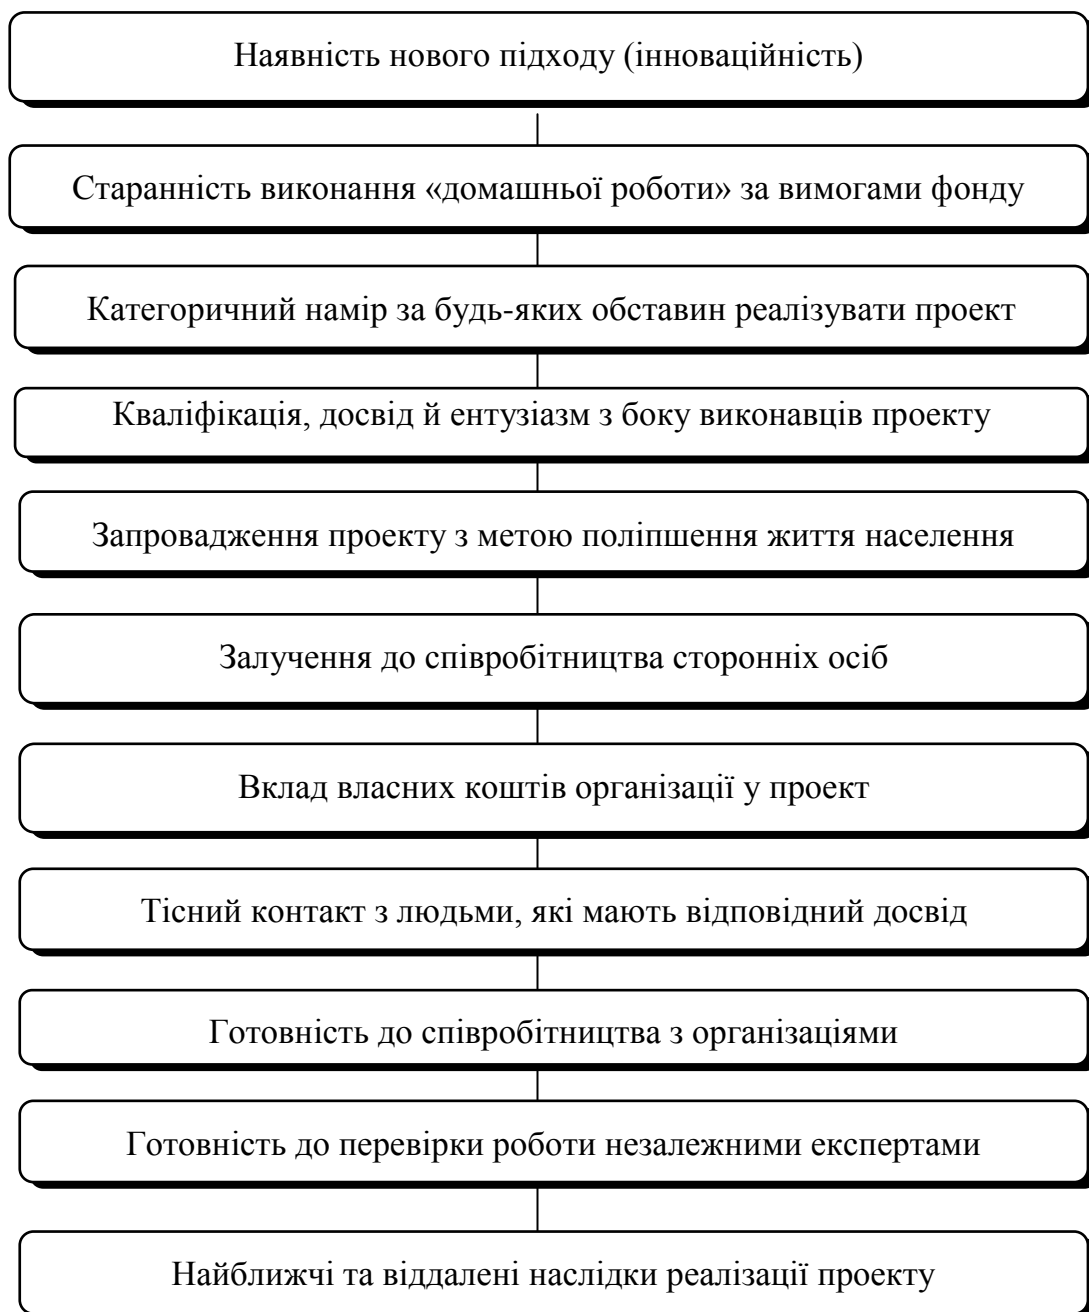 Наявність нового підходу (інноваційність)
Старанність виконання «домашньої роботи» за вимогами фонду
Категоричний намір за будь-яких обставин реалізувати проект
Кваліфікація, досвід й ентузіазм з боку виконавців проекту
Запровадження проекту з метою поліпшення життя населення
Залучення до співробітництва сторонніх осіб
Вклад власних коштів організації у проект
Тісний контакт з людьми, які мають відповідний досвід
Готовність до співробітництва з організаціями
Готовність до перевірки роботи незалежними експертами
Найближчі та віддалені наслідки реалізації проекту